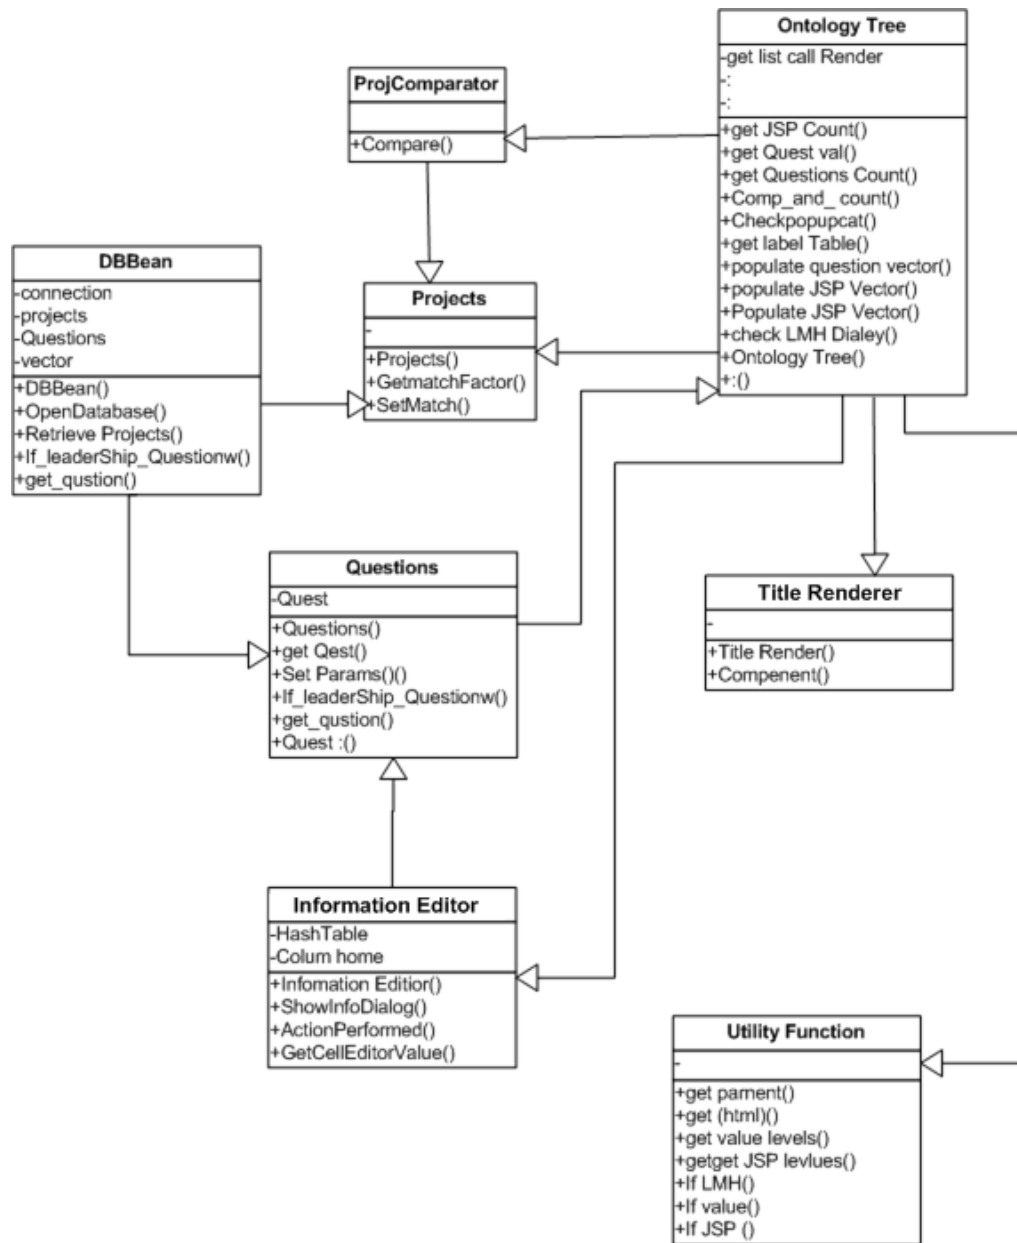 Ontology Tree
-get list call Render
-:
-:
+get JSP Count()
+get Quest val()
+get Questions Count()
+Comp_and_ count()
+Checkpopupcat()
+get label Table()
+populate question vector()
+populate JSP Vector()
+Populate JSP Vector()
+check LMH Dialey()
+Ontology Tree()
+:()
ProjComparator
+Compare()
DBBean
-connection
-projects
-Questions
-vector
+DBBean()
+OpenDatabase()
+Retrieve Projects()
+If_leaderShip_Questionw()
+get_qustion()
Projects
-
+Projects()
+GetmatchFactor()
+SetMatch()
Questions
-Quest
+Questions()
+get Qest()
+Set Params()()
+If_leaderShip_Questionw()
+get_qustion()
+Quest :()
Title Renderer
-
+Title Render()
+Compenent()
Information Editor
-HashTable
-Colum home
+Infomation Editior()
+ShowInfoDialog()
+ActionPerformed()
+GetCellEditorValue()
Utility Function
-
+get parnent()
+get (html)()
+get value levels()
+getget JSP levlues()
+If LMH()
+If value()
+If JSP ()